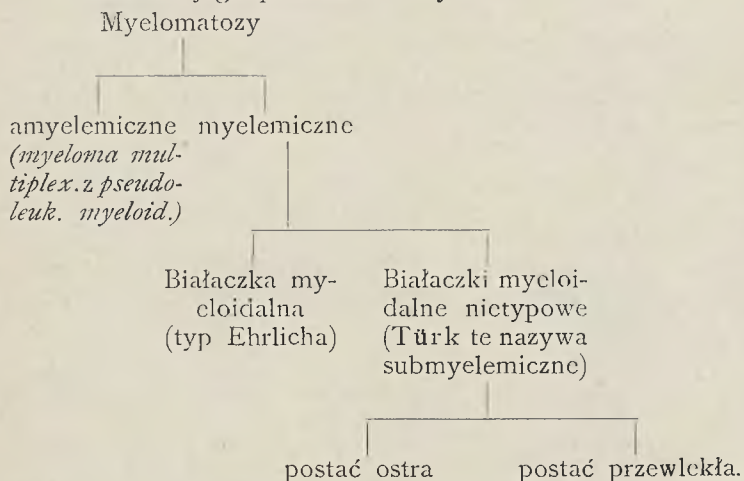 Myelomatozy
amyelemiczne myelemiczne
(myeloma mul-
tiplex. z pseudo-
leuk. myeloid.)
Białaczka my-
eloidalna
(typ Ehrlicha)
Białaczki myeloi-
dalne nietypowe
(Türk te nazywa
submyelemiczne)
postać ostra postać przewlekła.